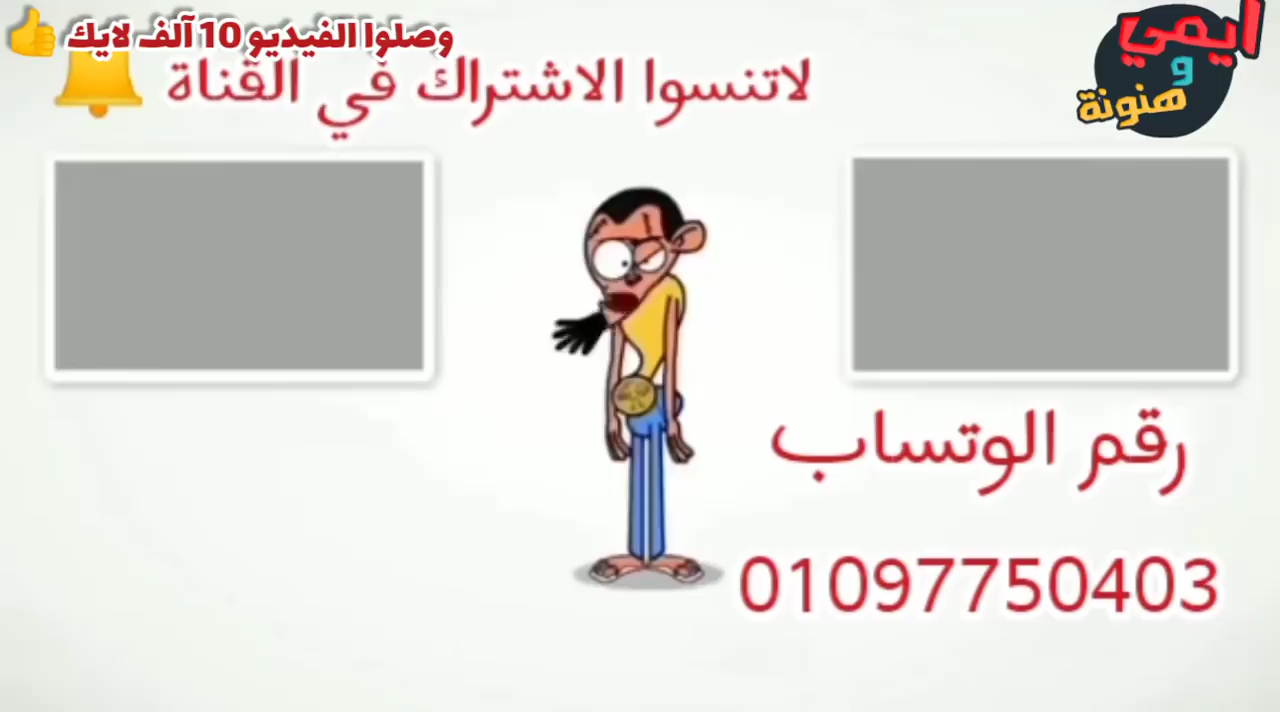 وصلوا الفيديو 10 آلف لايك
لاتنسوا الاشتراك في القناة
ايمي
و
هنونة
رقم الوتساب
01097750403